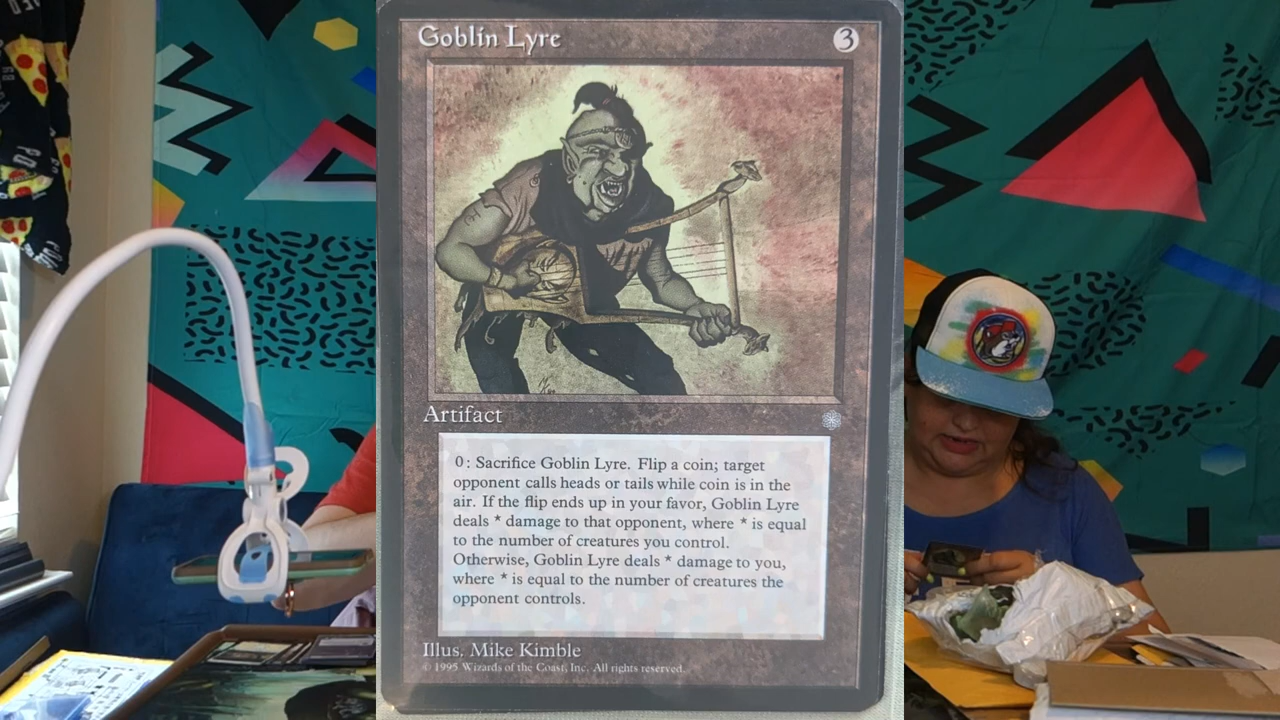 Goblin Lyre
3
Artifact
0: Sacrifice Goblin Lyre. Flip a coin; target
opponent calls heads or tails while coin is in the
air. If the flip ends up in your favor, Goblin Lyre
deals * damage to that opponent, where * is equal
to the number of creatures you control.
Otherwise, Goblin Lyre deals * damage to you,
where * is equal to the number of creatures the
opponent controls.
Illus. Mike Kimble
© 1995 Wizards of the Coast, Inc. All rights reserved.